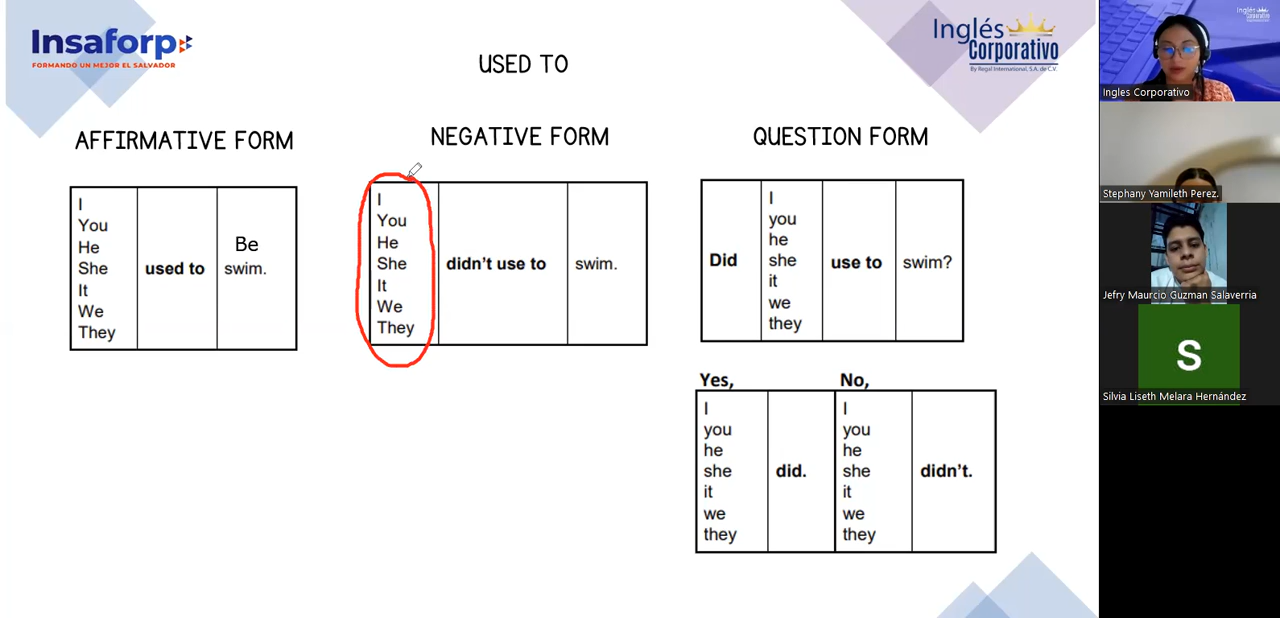 Insaforp
FORMANDO UN MEJOR EL SALVADOR
Inglés
Corporativo
By Regal International, S.A. de C.V.
USED TO
AFFIRMATIVE FORM
I
You
He
She
It
We
They
used to
Be
swim.
NEGATIVE FORM
I
You
He
She
It
We
They
didn't use to
swim.
QUESTION FORM
Did
I
you
he
she
it
we
they
use to
swim?
Yes,
I
you
he
she
it
we
they
did.
No,
I
you
he
she
it
we
they
didn't.
Inglés
Corporativo
Ingles Corporativo
Stephany Yamileth Perez.
Jefry Maurcio Guzman Salaverria
S
Silvia Liseth Melara Hernández